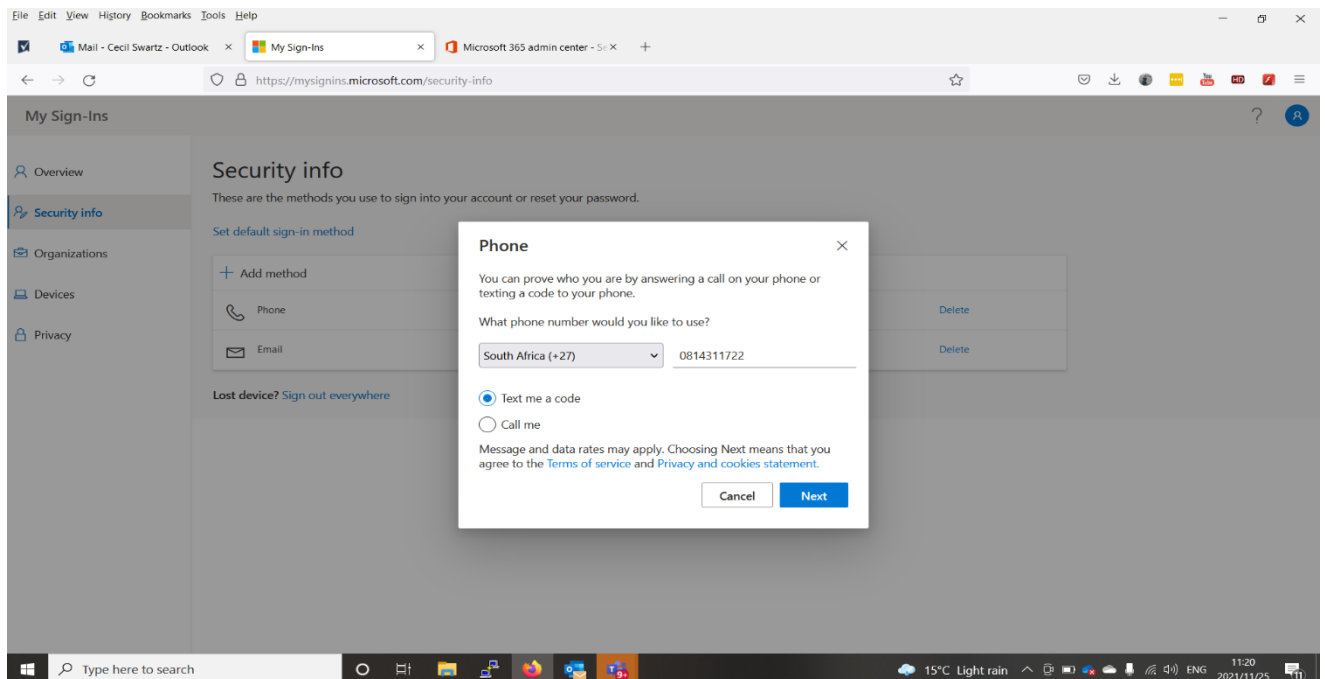 File Edit View History Bookmarks Tools Help
Mail - Cecil Swartz - Outlook × My Sign-Ins × Microsoft 365 admin center - Se × +
https://mysignins.microsoft.com/security-info
My Sign-Ins ?
Overview
Security info
Organizations
Devices
Privacy
Security info
These are the methods you use to sign into your account or reset your password.
Set default sign-in method
+ Add method
Phone Delete
Email Delete
Lost device? Sign out everywhere
Phone
You can prove who you are by answering a call on your phone or
texting a code to your phone.
What phone number would you like to use?
South Africa (+27) 0814311722
Text me a code
Call me
Message and data rates may apply. Choosing Next means that you
agree to the Terms of service and Privacy and cookies statement.
Cancel Next
Type here to search
15°C Light rain ENG
11:20
2021/11/25